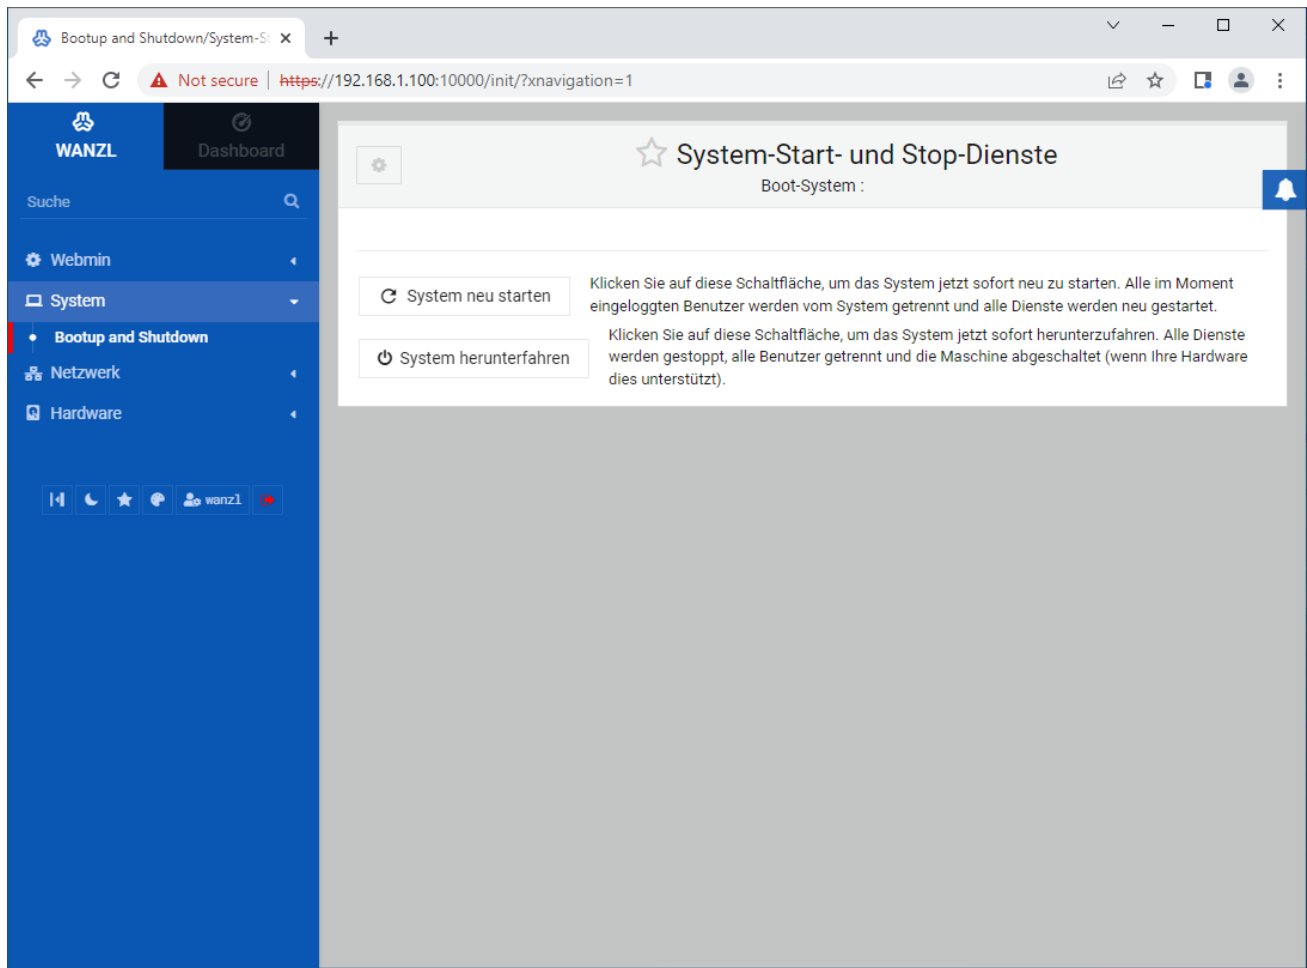 Bootup and Shutdown/System-St
Not secure | https://192.168.1.100:10000/init/?xnavigation=1
WANZL
Dashboard
Suche
Webmin
System
Bootup and Shutdown
Netzwerk
Hardware
wanzl
System-Start- und Stop-Dienste
Boot-System :
System neu starten
Klicken Sie auf diese Schaltfläche, um das System jetzt sofort neu zu starten. Alle im Moment
eingeloggten Benutzer werden vom System getrennt und alle Dienste werden neu gestartet.
System herunterfahren
Klicken Sie auf diese Schaltfläche, um das System jetzt sofort herunterzufahren. Alle Dienste
werden gestoppt, alle Benutzer getrennt und die Maschine abgeschaltet (wenn Ihre Hardware
dies unterstützt).